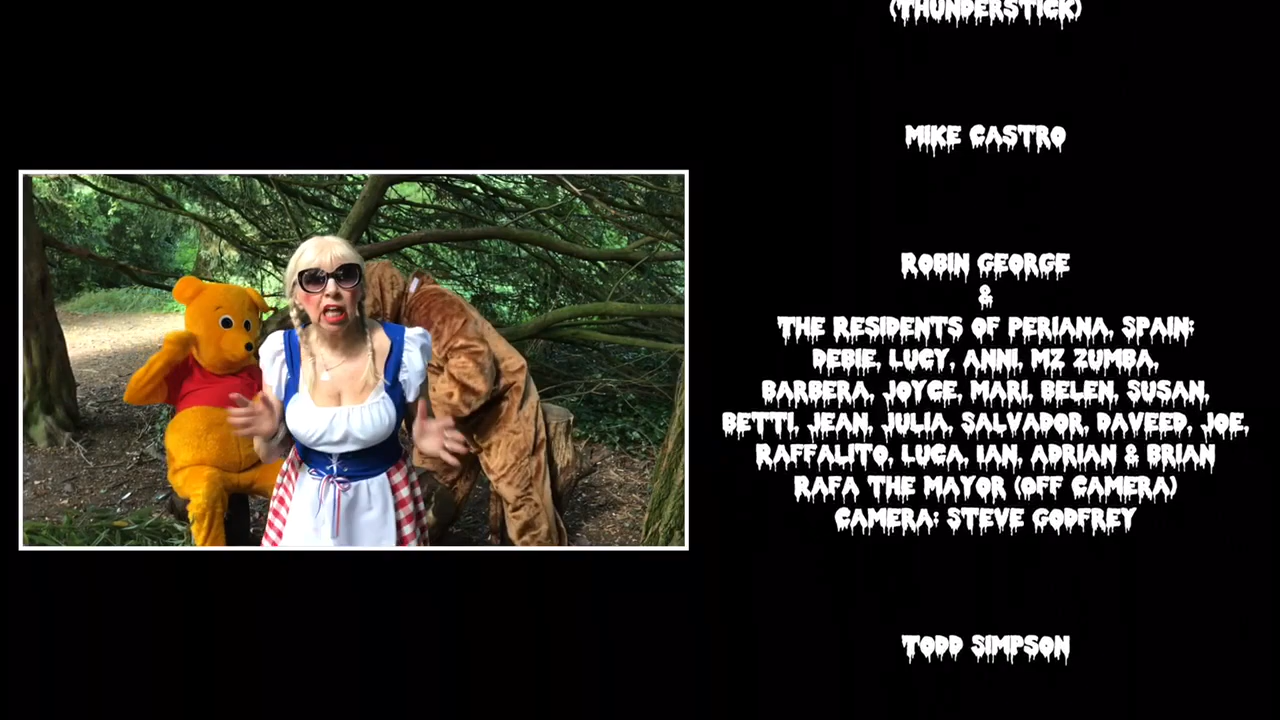 (THUNDERSTICK)
MIKE CASTRO
ROBIN GEORGE
&
THE RESIDENTS OF PERIANA, SPAIN:
DEBIE, LUCY, ANNI, MZ ZUMBA,
BARBERA, JOYCE, MARI, BELEN, SUSAN,
BETTI, JEAN, JULIA, SALVADOR, DAVEED, JOE,
RAFFALITO, LUCA, IAN, ADRIAN & BRIAN
RAFA THE MAYOR (OFF CAMERA)
CAMERA: STEVE GODFREY
TODD SIMPSON